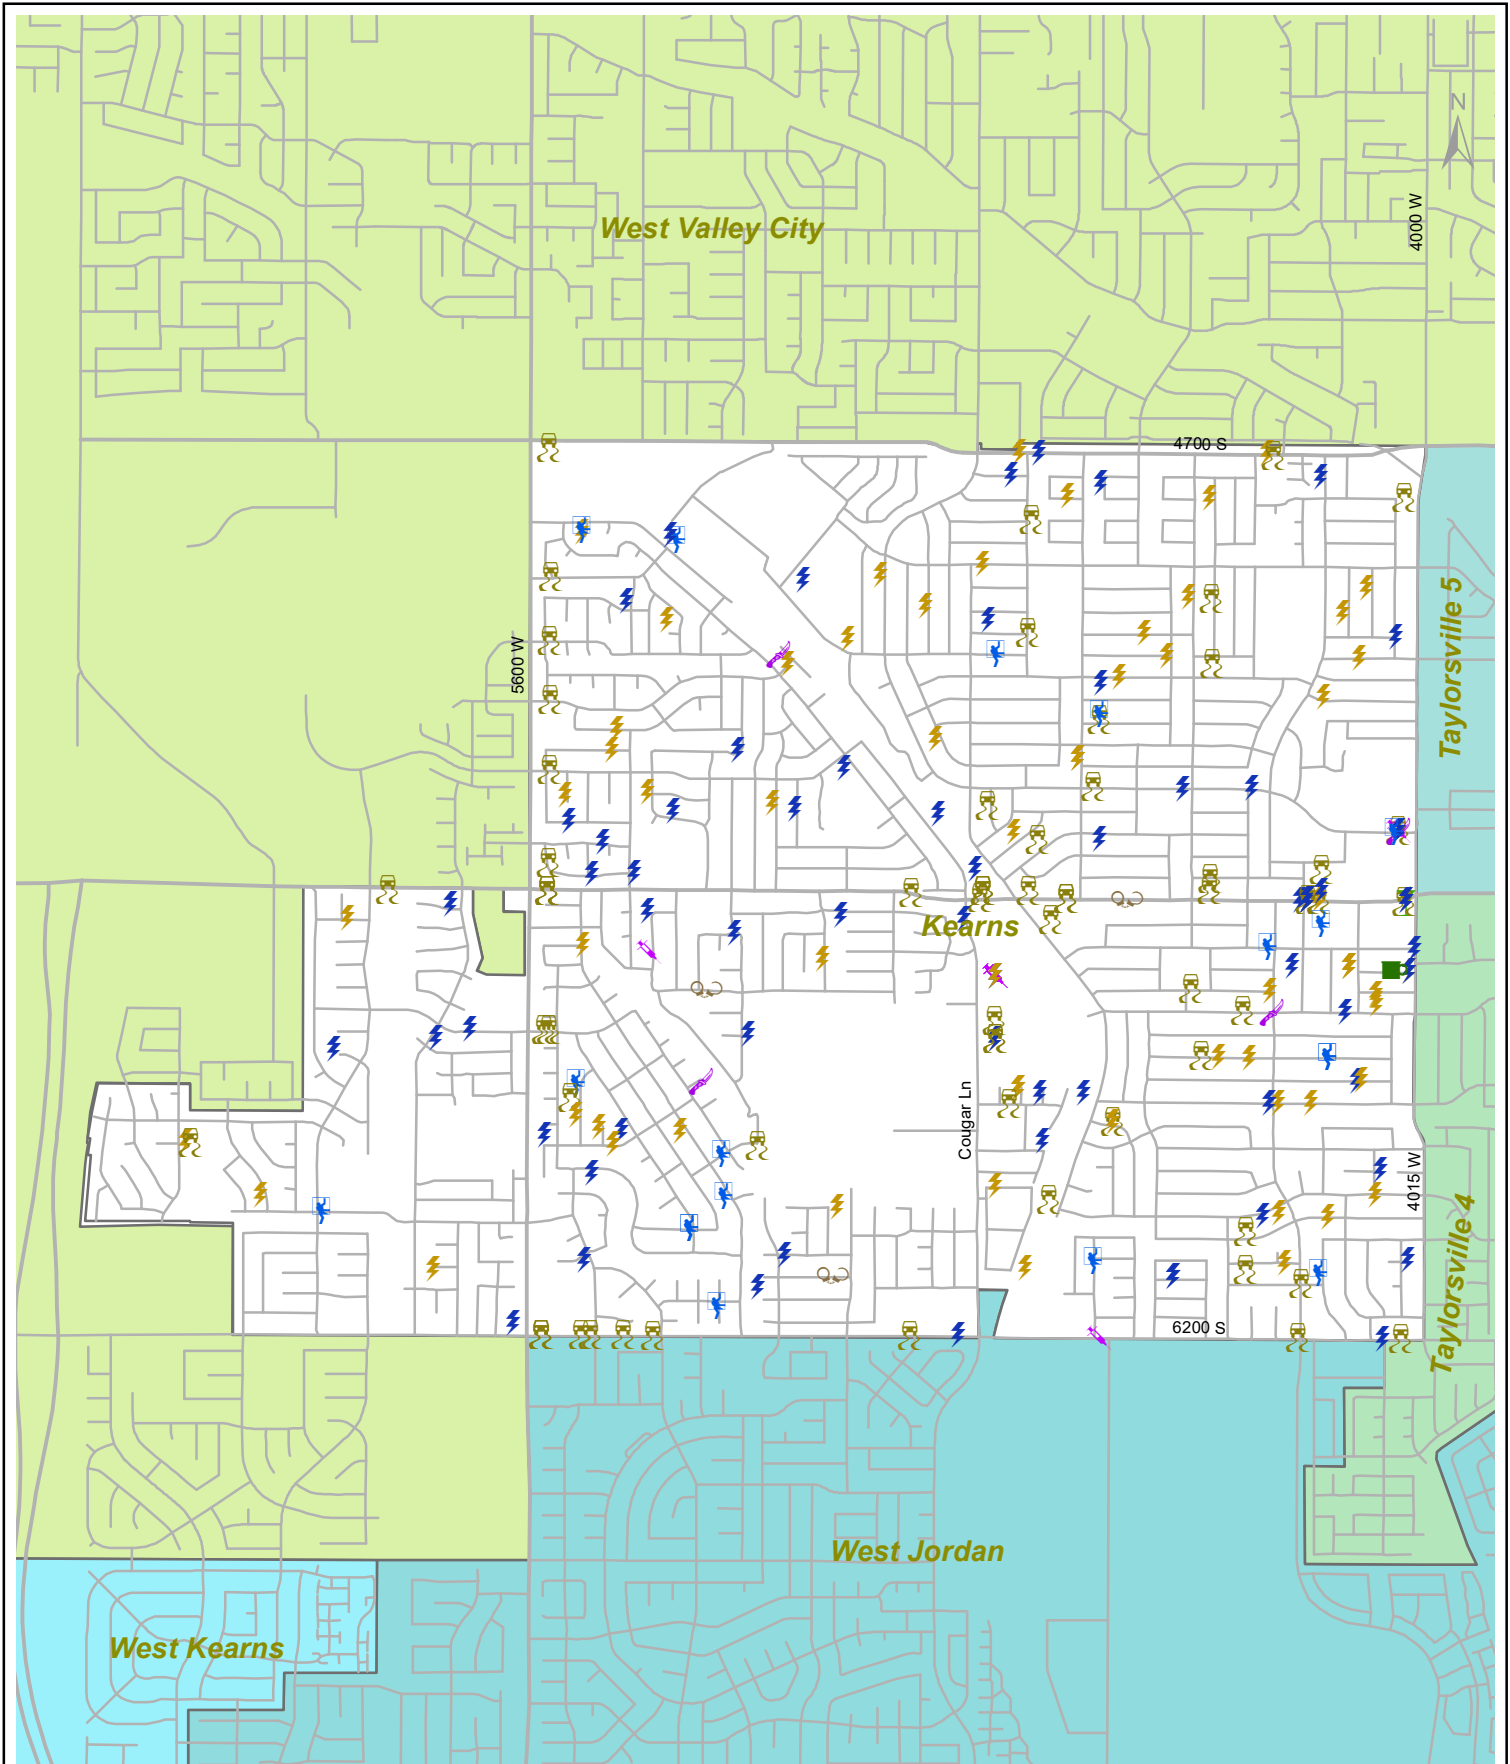 N
4000 W
West Valley City
4700 S
Taylorsville 5
5600 W
Kearns
Cougar Ln
4015 W
Taylorsville 4
6200 S
West Jordan
West Kearns